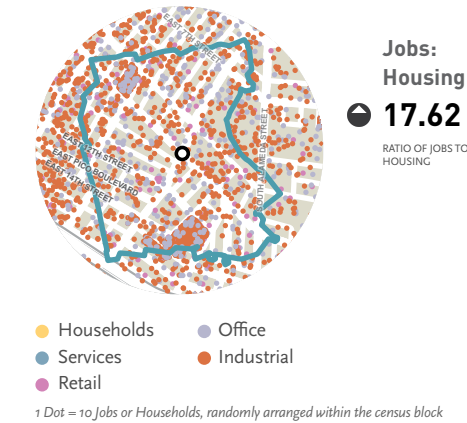 EAST 7TH STREET
Jobs:
Housing
17.62
RATIO OF JOBS TO
HOUSING
EAST 12TH STREET
EAST PICO BOULEVARD
EAST 14TH STREET
SOUTH ALAMEDA STREET
Households
Office
Services
Industrial
Retail
1 Dot = 10 Jobs or Households, randomly arranged within the census block